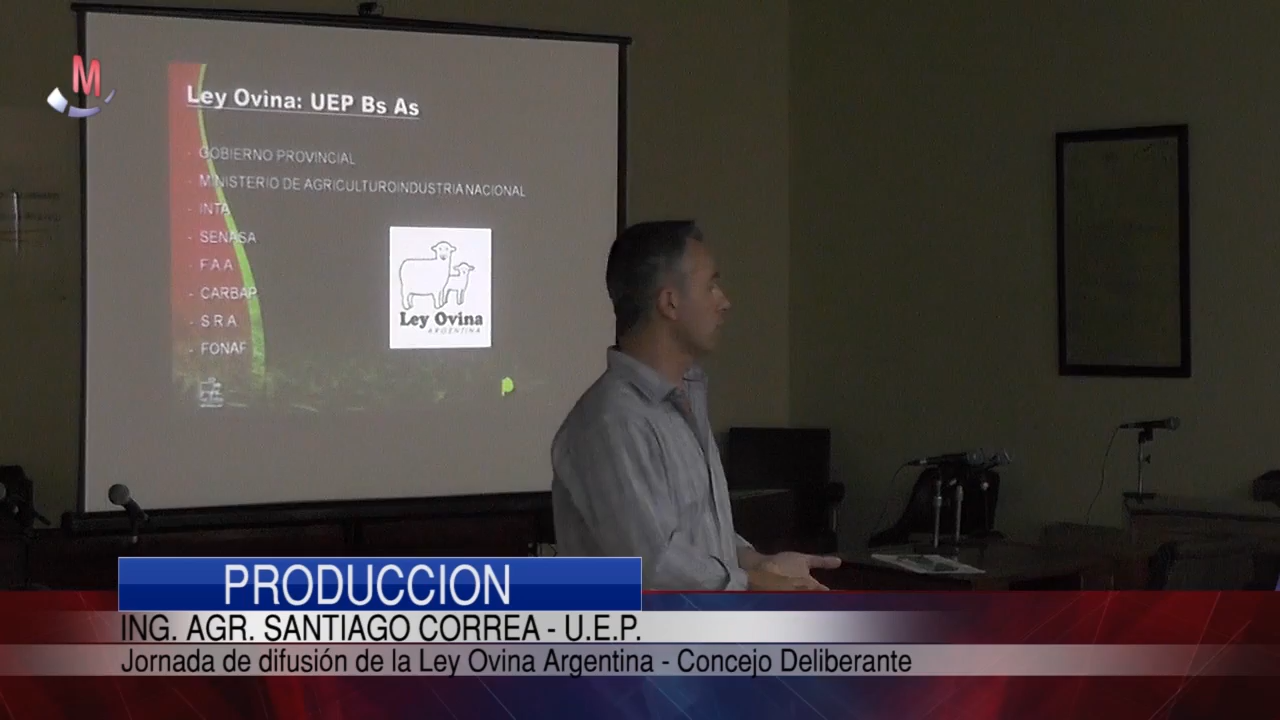 M
Ley Ovina: UEP Bs As
- GOBIERNO PROVINCIAL
- MINISTERIO DE AGRICULTUROINDUSTRIA NACIONAL
- INTA
- SENASA
- F A A
- CARBAP
- S R A
- FONAF
Ley Ovina
ARGENTINA
PRODUCCION
ING. AGR. SANTIAGO CORREA - U.E.P.
Jornada de difusión de la Ley Ovina Argentina - Concejo Deliberante